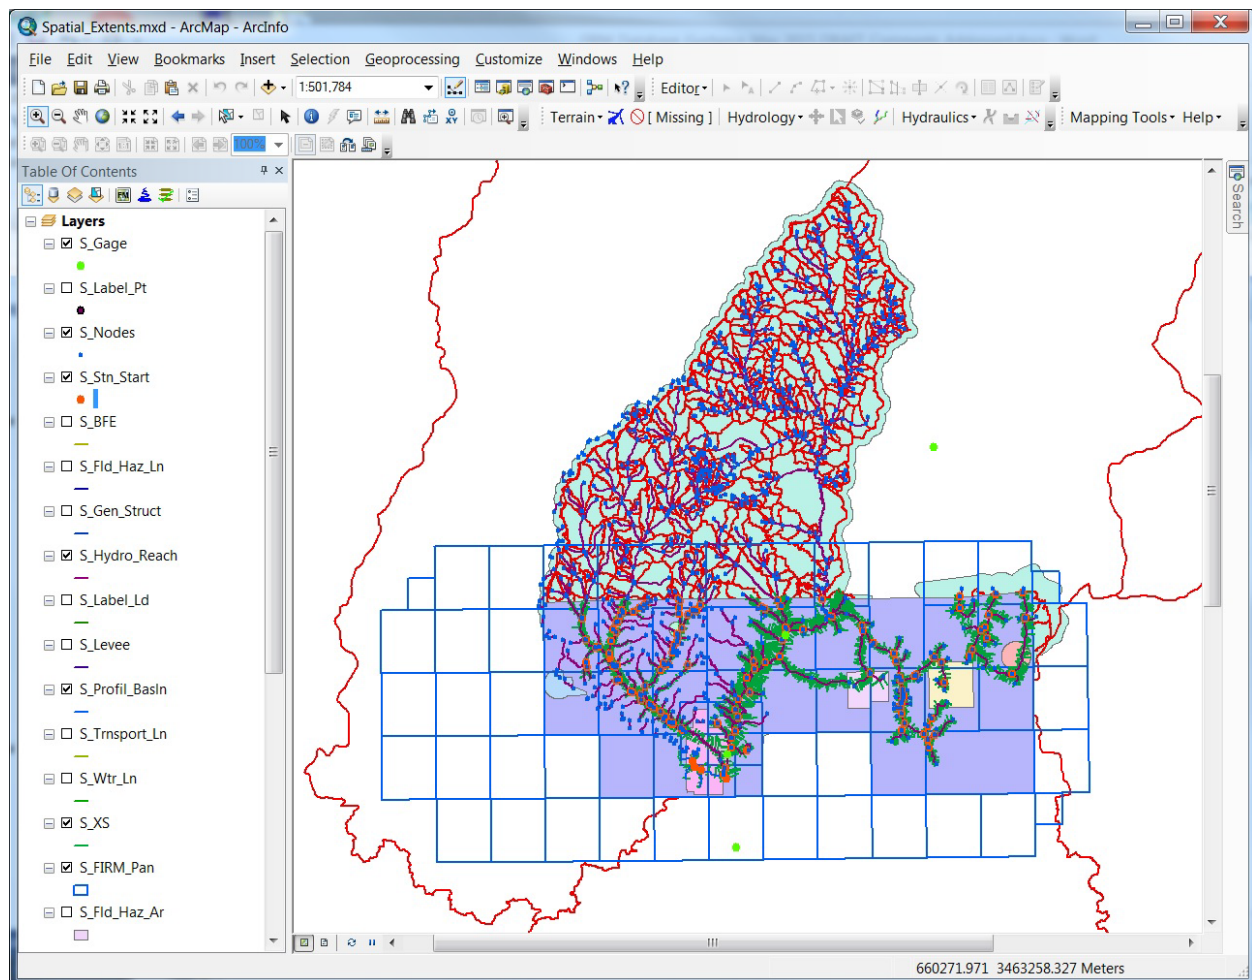 Spatial_Extents.mxd - ArcMap - ArcInfo
File Edit View Bookmarks Insert Selection Geoprocessing Customize Windows Help
1:501,784 Editor
Terrain [ Missing ] Hydrology Hydraulics Mapping Tools Help
100%
Table Of Contents
Layers
S_Gage
S_Label_Pt
S_Nodes
S_Stn_Start
S_BFE
S_Fld_Haz_Ln
S_Gen_Struct
S_Hydro_Reach
S_Label_Ld
S_Levee
S_Profil_Basln
S_Trnsport_Ln
S_Wtr_Ln
S_XS
S_FIRM_Pan
S_Fld_Haz_Ar
Search
660271.971 3463258.327 Meters